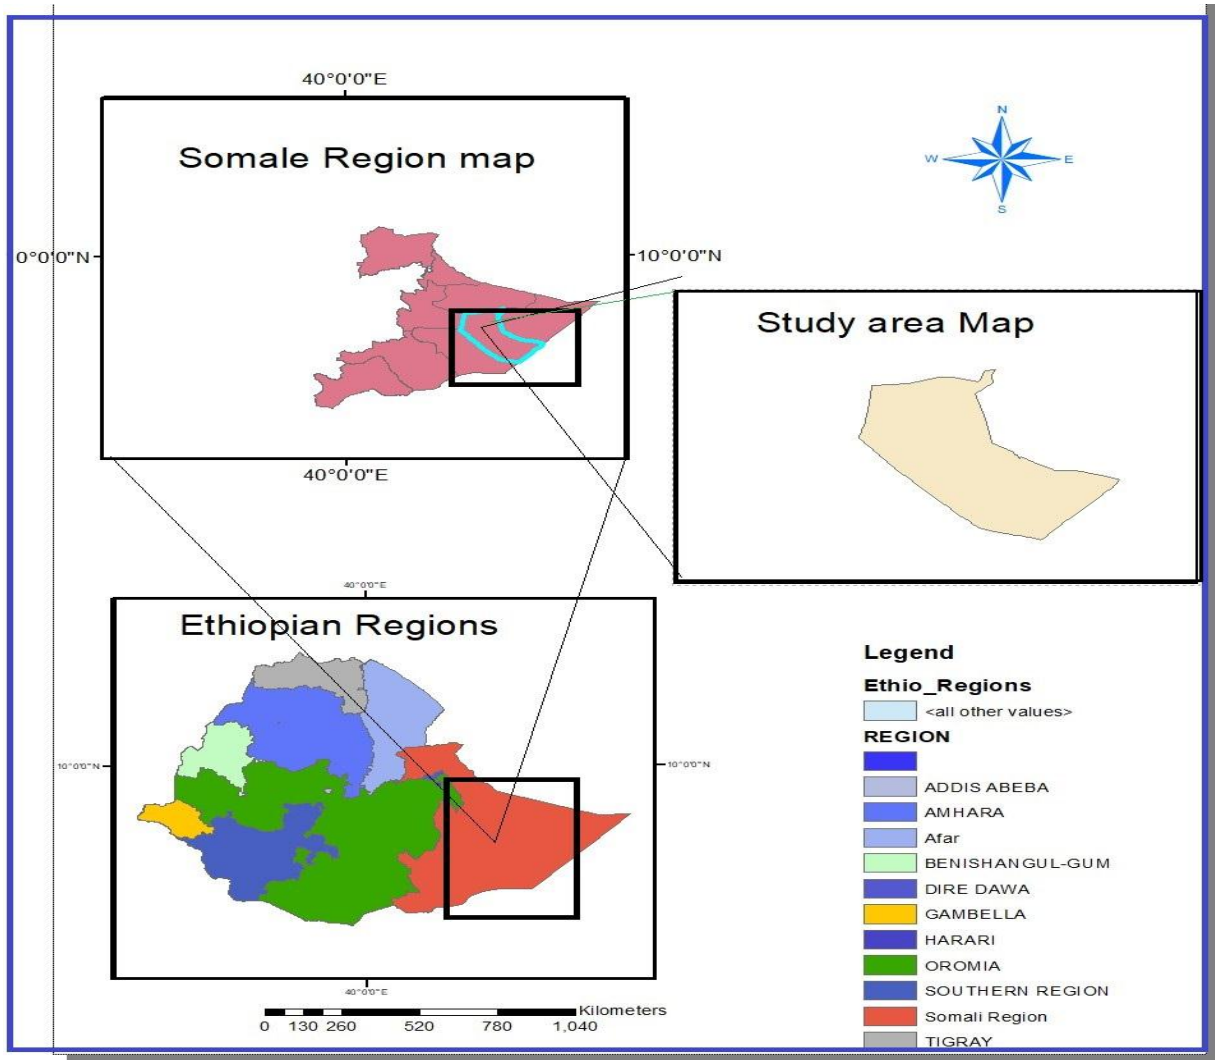 40°0'0"E
Somale Region map
0°0'0"N
10°0'0"N
40°0'0"E
N
W
E
S
Study area Map
40°0'0"E
Ethiopian Regions
10°0'0"N
10°0'0"N
40°0'0"E
Kilometers
0 130 260 520 780 1,040
Legend
Ethio_Regions
<all other values>
REGION
ADDIS ABEBA
AMHARA
Afar
BENISHANGUL-GUM
DIRE DAWA
GAMBELLA
HARARI
OROMIA
SOUTHERN REGION
Somali Region
TIGRAY